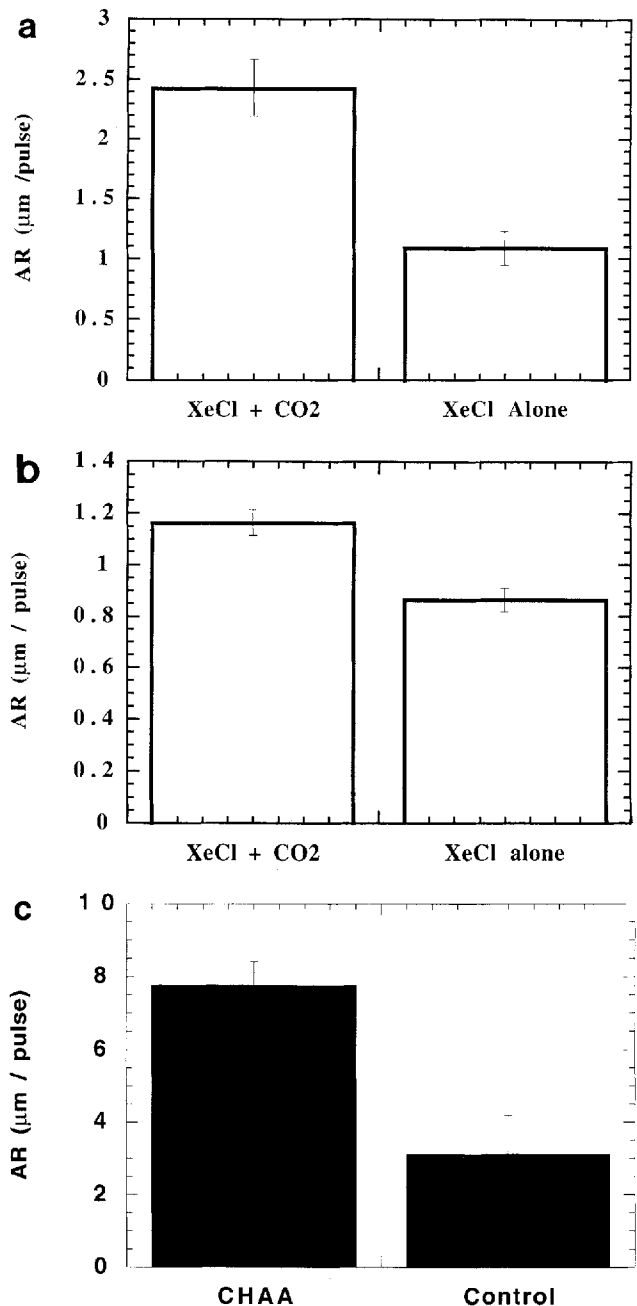 a
AR (µm /pulse)
3
2.5
2
1.5
1
0.5
0
XeCl + CO2
XeCl Alone
b
AR (µm / pulse)
1.4
1.2
1
0.8
0.6
0.4
0.2
0
XeCl + CO2
XeCl alone
c
AR (µm / pulse)
10
8
6
4
2
0
CHAA
Control